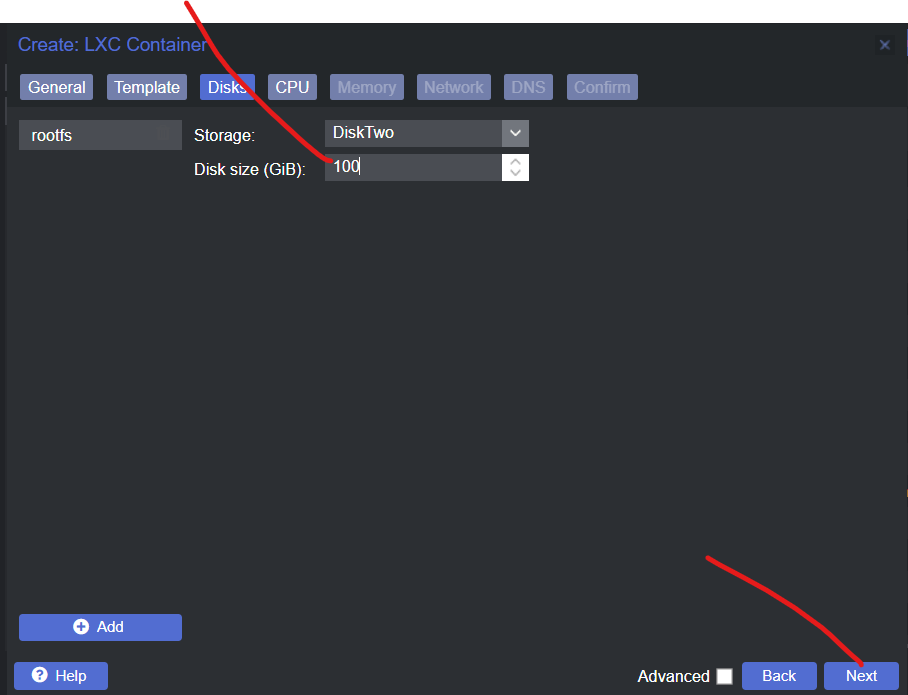 Create: LXC Container
General Template Disks CPU Memory Network DNS Confirm
rootfs
Storage: DiskTwo
Disk size (GiB): 100
Add
Help Advanced Back Next